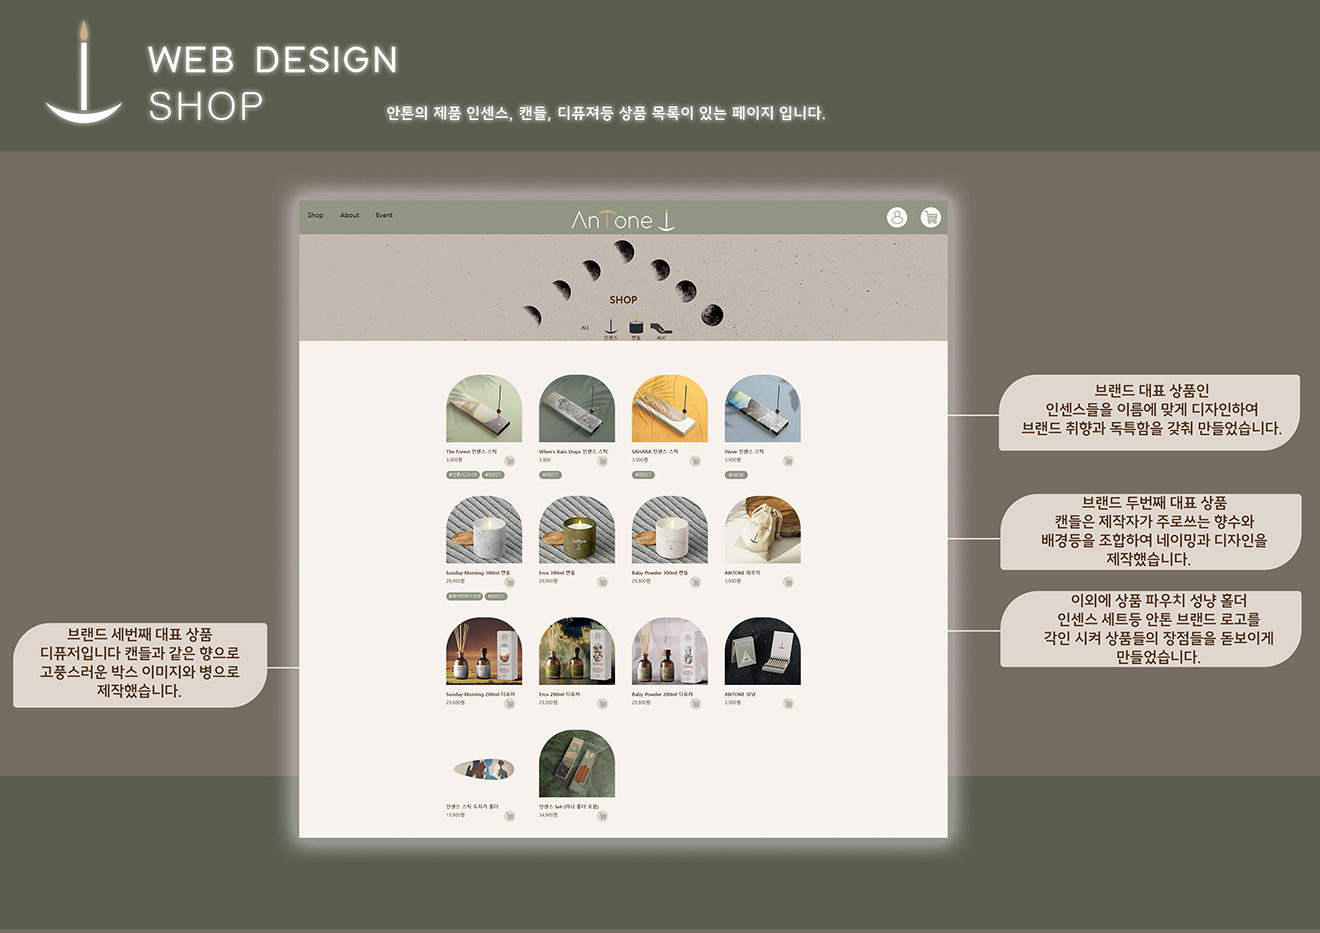 WEB DESIGN
SHOP
안톤의 제품 인센스, 캔들, 디퓨져등 상품 목록이 있는 페이지 입니다.
Shop About Event
AnTone
SHOP
ALL 인센스 캔들 ACC
The Forest 인센스 스틱
3,900원
#BEST
When's Rain Stops 인센스 스틱
3,900
#BEST
SAHARA 인센스 스틱
3,900원
#BEST
Wave 인센스 스틱
3,900원
#NEW
Sunday Morning 300ml 캔들
29,900원
#BEST
Eros 300ml 캔들
29,900원
Baby Powder 300ml 캔들
29,900원
ANTONE 파우치
3,900원
Sunday Morning 200ml 디퓨저
29,000원
Eros 200ml 디퓨저
29,000원
Baby Powder 200ml 디퓨저
29,900원
ANTONE 성냥
2,900원
인센스 스틱 도자기 홀더
15,900원
인센스 Set (미니 홀더 포함)
34,900원
브랜드 대표 상품인
인센스들을 이름에 맞게 디자인하여
브랜드 취향과 독특함을 갖춰 만들었습니다.
브랜드 두번째 대표 상품
캔들은 제작자가 주로쓰는 향수와
배경등을 조합하여 네이밍과 디자인을
제작했습니다.
이외에 상품 파우치 성냥 홀더
인센스 세트등 안톤 브랜드 로고를
각인 시켜 상품들의 장점들을 돋보이게
만들었습니다.
브랜드 세번째 대표 상품
디퓨저입니다 캔들과 같은 향으로
고풍스러운 박스 이미지와 병으로
제작했습니다.